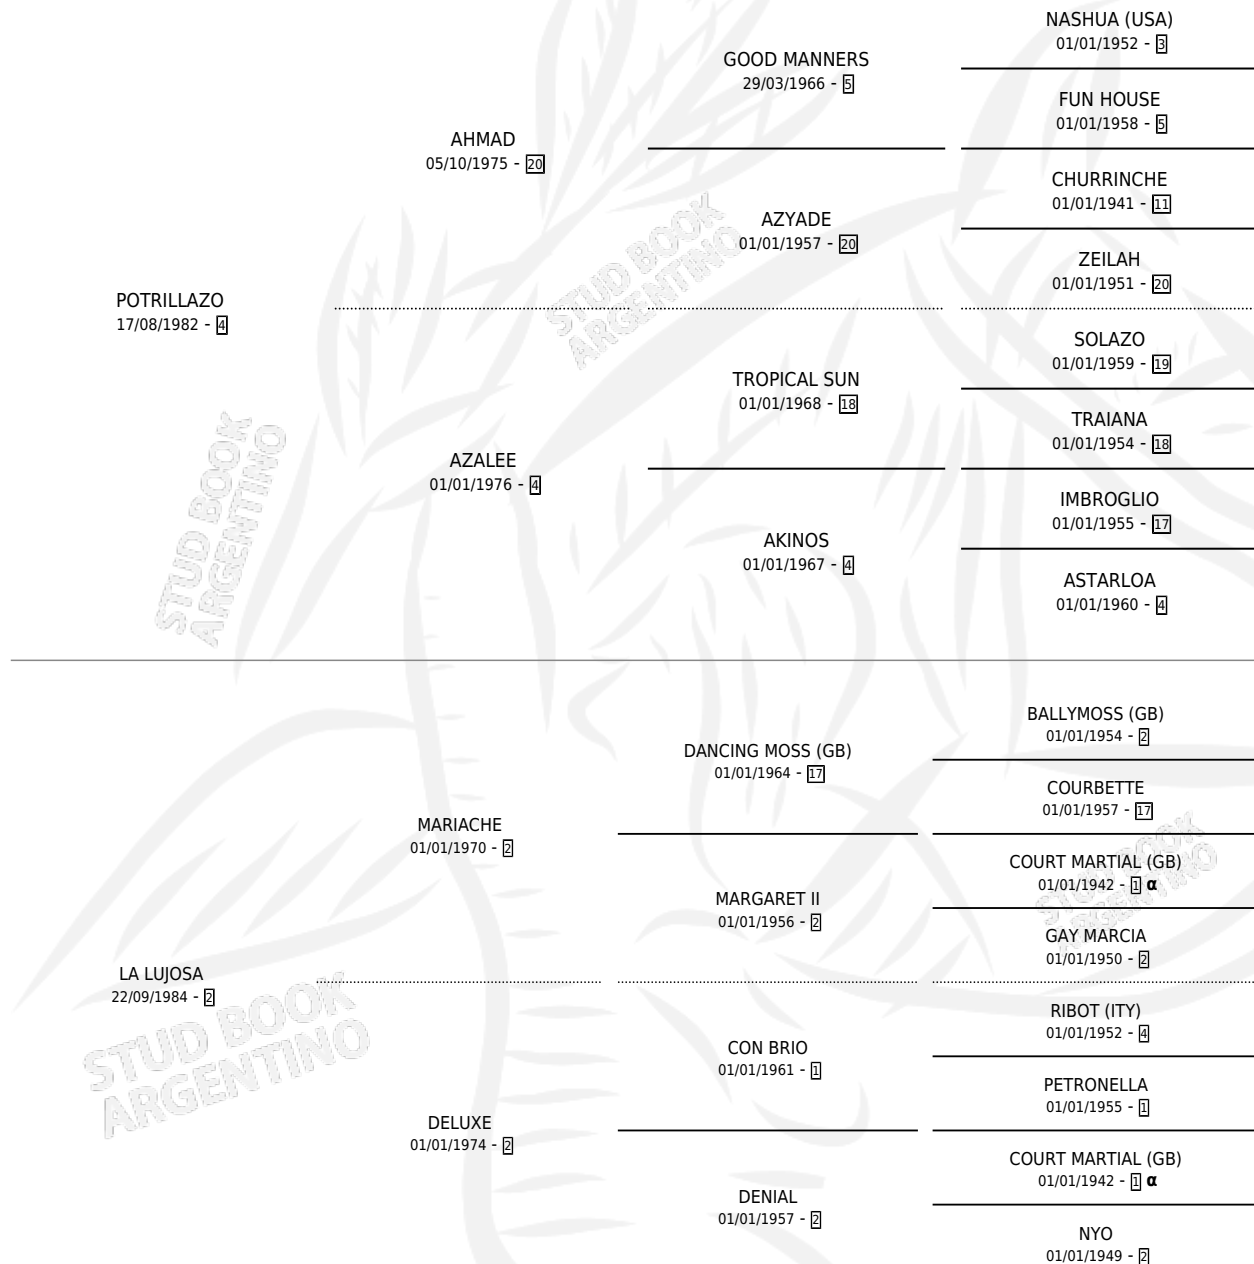 NASHUA (USA)
01/01/1952 - 3
GOOD MANNERS
29/03/1966 - 5
FUN HOUSE
01/01/1958 - 5
AHMAD
05/10/1975 - 20
CHURRINCHE
01/01/1941 - 11
AZYADE
01/01/1957 - 20
ZEILAH
01/01/1951 - 20
STUD BOOK
ARGENTINO
POTRILLAZO
17/08/1982 - 4
SOLAZO
01/01/1959 - 19
TROPICAL SUN
01/01/1968 - 18
TRAIANA
01/01/1954 - 18
AZALEE
01/01/1976 - 4
IMBROGLIO
01/01/1955 - 17
AKINOS
01/01/1967 - 4
ASTARLOA
01/01/1960 - 4
STUD BOOK
ARGENTINO
BALLYMOSS (GB)
01/01/1954 - 2
DANCING MOSS (GB)
01/01/1964 - 17
COURBETTE
01/01/1957 - 17
MARIACHE
01/01/1970 - 2
COURT MARTIAL (GB)
01/01/1942 - 1 α
MARGARET II
01/01/1956 - 2
GAY MARCIA
01/01/1950 - 2
STUD BOOK
ARGENTINO
LA LUJOSA
22/09/1984 - 2
RIBOT (ITY)
01/01/1952 - 4
CON BRIO
01/01/1961 - 1
PETRONELLA
01/01/1955 - 1
DELUXE
01/01/1974 - 2
COURT MARTIAL (GB)
01/01/1942 - 1 α
DENIAL
01/01/1957 - 2
NYO
01/01/1949 - 2
STUD BOOK
ARGENTINO